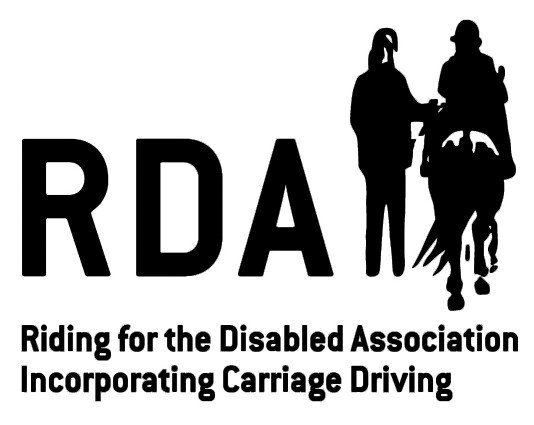 RDA
Riding for the Disabled Association
Incorporating Carriage Driving